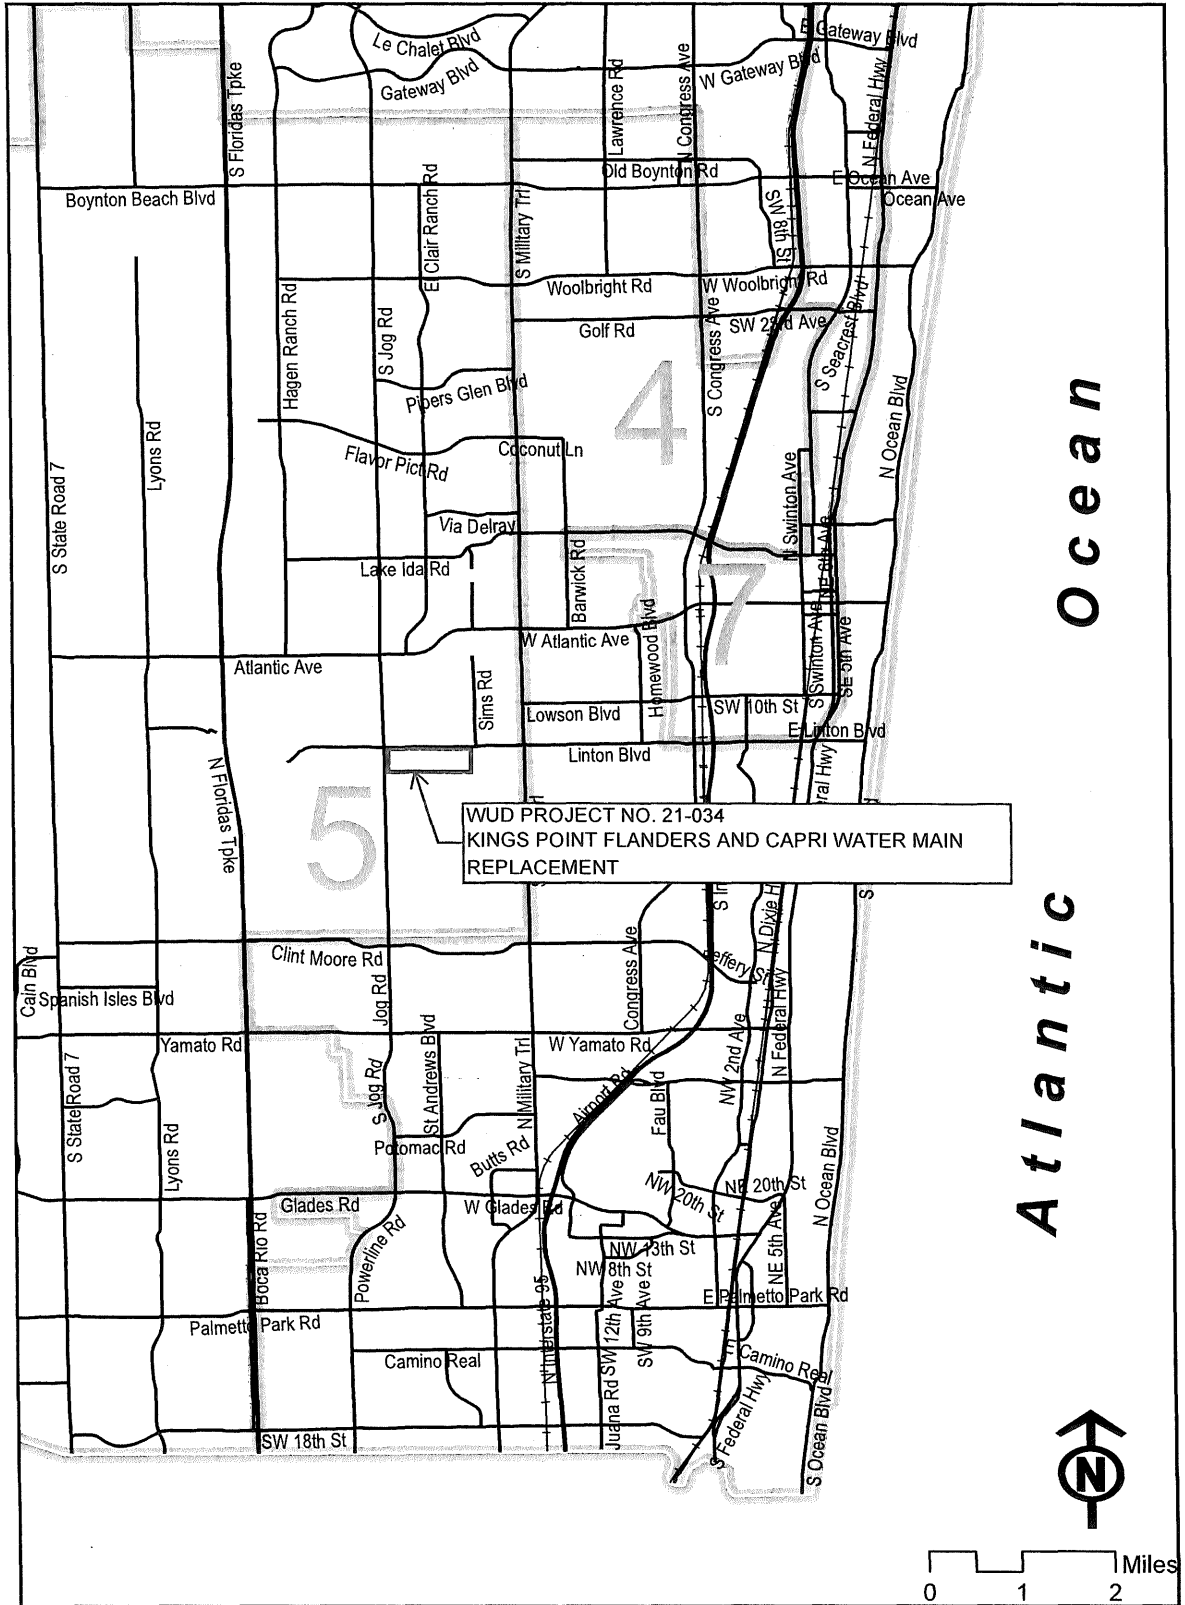 Le Chalet Blvd
E Gateway Blvd
Gateway Blvd
W Gateway Blvd
S Floridas Tpke
Lawrence Rd
N Congress Ave
N Federal Hwy
Old Boynton Rd
E Ocean Ave
Boynton Beach Blvd
Ocean Ave
El Clair Ranch Rd
S Military Trl
SW 8th St
Woolbright Rd
W Woolbright Rd
Hagen Ranch Rd
S Jog Rd
Golf Rd
SW 23rd Ave
S Congress Ave
S Seacrest Blvd
Pipers Glen Blvd
4
N Ocean Blvd
Lyons Rd
Flavor Pict Rd
Coconut Ln
S State Road 7
N Swinton Ave
Via Delray
NE 6th Ave
Lake Ida Rd
Barwick Rd
7
Homewood Blvd
W Atlantic Ave
Atlantic Ave
S Swinton Ave
SE 5th Ave
Sims Rd
Lowson Blvd
SW 10th St
E Linton Blvd
Linton Blvd
N Floridas Tpke
5
eral Hwy
WUD PROJECT NO. 21-034
KINGS POINT FLANDERS AND CAPRI WATER MAIN
REPLACEMENT
S In
N Dixie H
S
Clint Moore Rd
Jeffery St
Cain Blvd
Spanish Isles Blvd
Jog Rd
Congress Ave
N Federal Hwy
Yamato Rd
W Yamato Rd
S State Road 7
S Jog Rd
St Andrews Blvd
N Military Trl
Airport Rd
Fau Blvd
NW 2nd Ave
Lyons Rd
Potomac Rd
Butts Rd
N Ocean Blvd
NW 20th St
NE 20th St
Glades Rd
W Glades Rd
Boca Rio Rd
Powerline Rd
NW 13th St
NW 8th St
NE 5th Ave
E Palmetto Park Rd
Palmetto Park Rd
N Interstate 95
SW 12th Ave
SW 9th Ave
Camino Real
E Camino Real
Juana Rd
S Federal Hwy
S Ocean Blvd
SW 18th St
Atlantic Ocean
N
Miles
0 1 2